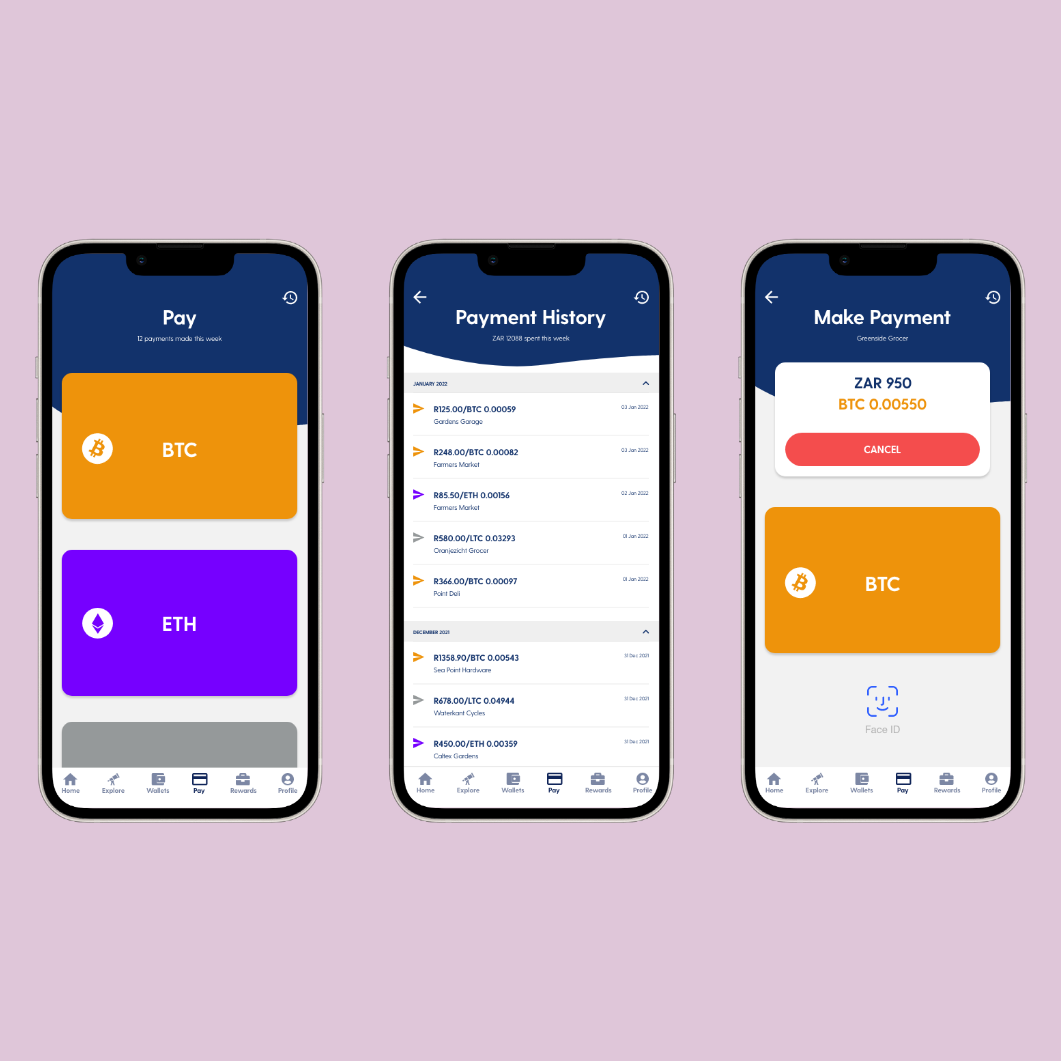 Pay
12 payments made this week
BTC
ETH
Home Explore Wallets Pay Rewards Profile
Payment History
ZAR 12088 spent this week
JANUARY 2022
R125.00/BTC 0.00059 03 Jan 2022
Gardens Garage
R248.00/BTC 0.00082 03 Jan 2022
Farmers Market
R85.50/ETH 0.00156 02 Jan 2022
Farmers Market
R580.00/LTC 0.03293 01 Jan 2022
Oranjezicht Grocer
R366.00/BTC 0.00097 01 Jan 2022
Point Deli
DECEMBER 2021
R1358.90/BTC 0.00543 31 Dec 2021
Sea Point Hardware
R678.00/LTC 0.04944 31 Dec 2021
Waterkant Cycles
R450.00/ETH 0.00359 31 Dec 2021
Caltex Gardens
Home Explore Wallets Pay Rewards Profile
Make Payment
Greenside Grocer
ZAR 950
BTC 0.00550
CANCEL
BTC
Face ID
Home Explore Wallets Pay Rewards Profile